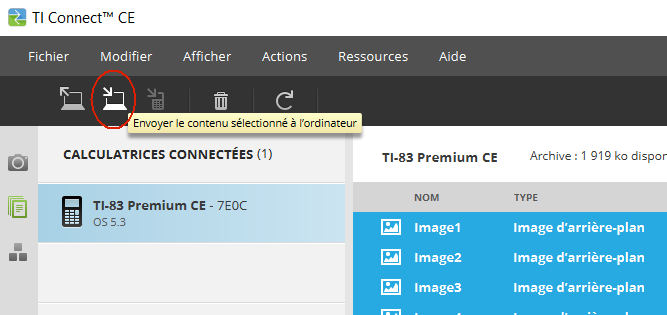 TI Connect™ CE
Fichier Modifier Afficher Actions Ressources Aide
Envoyer le contenu sélectionné à l'ordinateur
CALCULATRICES CONNECTÉES (1)
TI-83 Premium CE - 7E0C
OS 5.3
TI-83 Premium CE Archive : 1 919 ko
NOM TYPE
Image1 Image d'arrière-plan
Image2 Image d'arrière-plan
Image3 Image d'arrière-plan